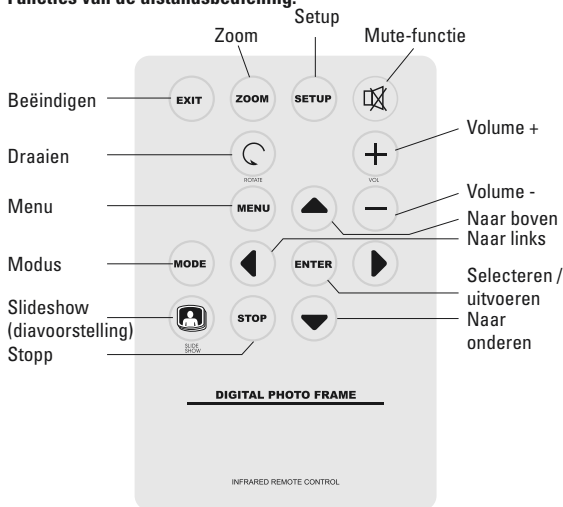 Functies van de afstandsbediening:
Setup
Zoom
Mute-functie
Beëindigen
EXIT
ZOOM
SETUP
Volume +
Draaien
ROTATE
VOL
Volume -
Menu
MENU
Naar boven
Naar links
Modus
MODE
ENTER
Selecteren /
uitvoeren
Slideshow
(diavoorstelling)
STOP
Naar
onderen
Stopp
SLIDE
SHOW
DIGITAL PHOTO FRAME
INFRARED REMOTE CONTROL